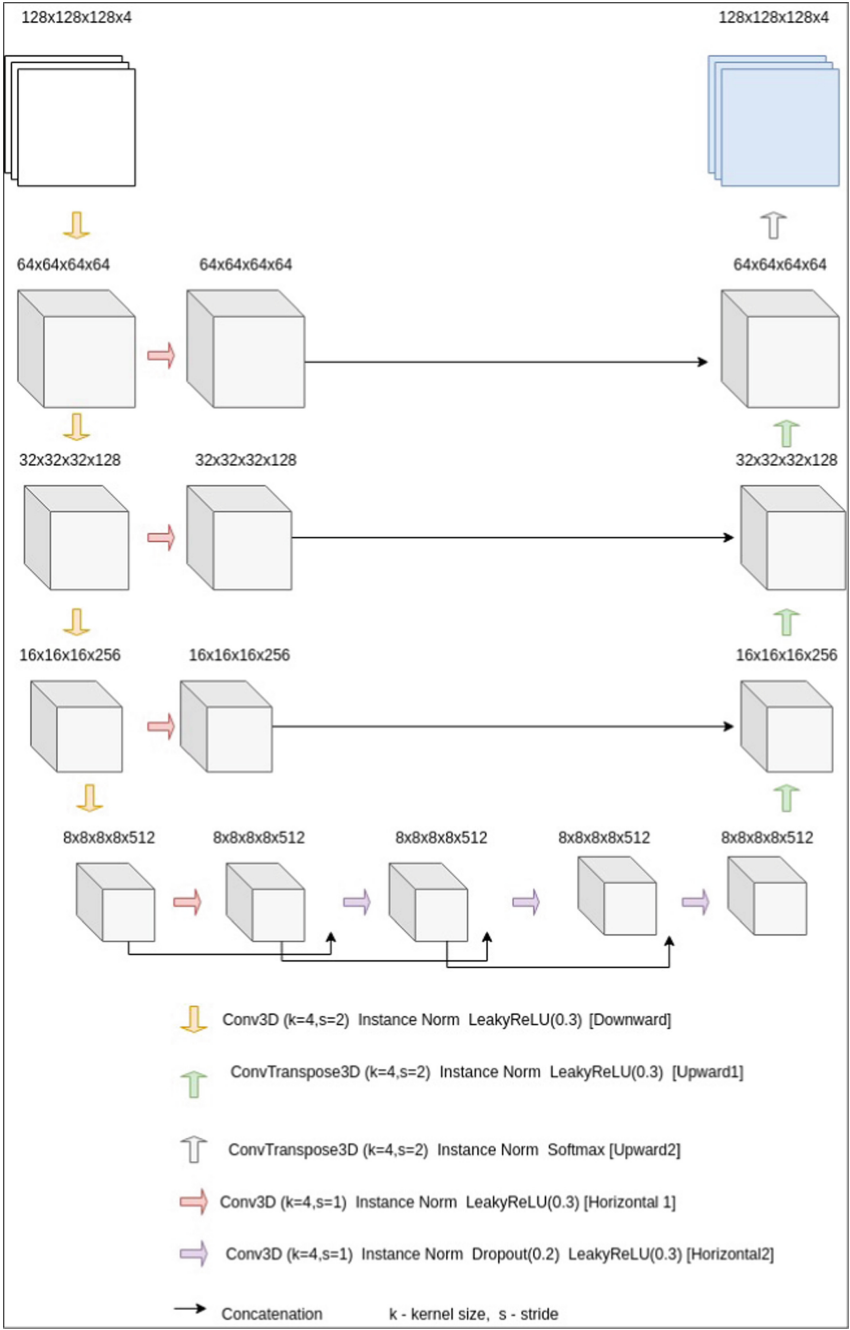 128x128x128x4 128x128x128x4
64x64x64x64 64x64x64x64 64x64x64x64
32x32x32x128 32x32x32x128 32x32x32x128
16x16x16x256 16x16x16x256 16x16x16x256
8x8x8x8x512 8x8x8x8x512 8x8x8x8x512 8x8x8x8x512 8x8x8x8x512
Conv3D (k=4,s=2) Instance Norm LeakyReLU(0.3) [Downward]
ConvTranspose3D (k=4,s=2) Instance Norm LeakyReLU(0.3) [Upward1]
ConvTranspose3D (k=4,s=2) Instance Norm Softmax [Upward2]
Conv3D (k=4,s=1) Instance Norm LeakyReLU(0.3) [Horizontal 1]
Conv3D (k=4,s=1) Instance Norm Dropout(0.2) LeakyReLU(0.3) [Horizontal2]
Concatenation k - kernel size, s - stride